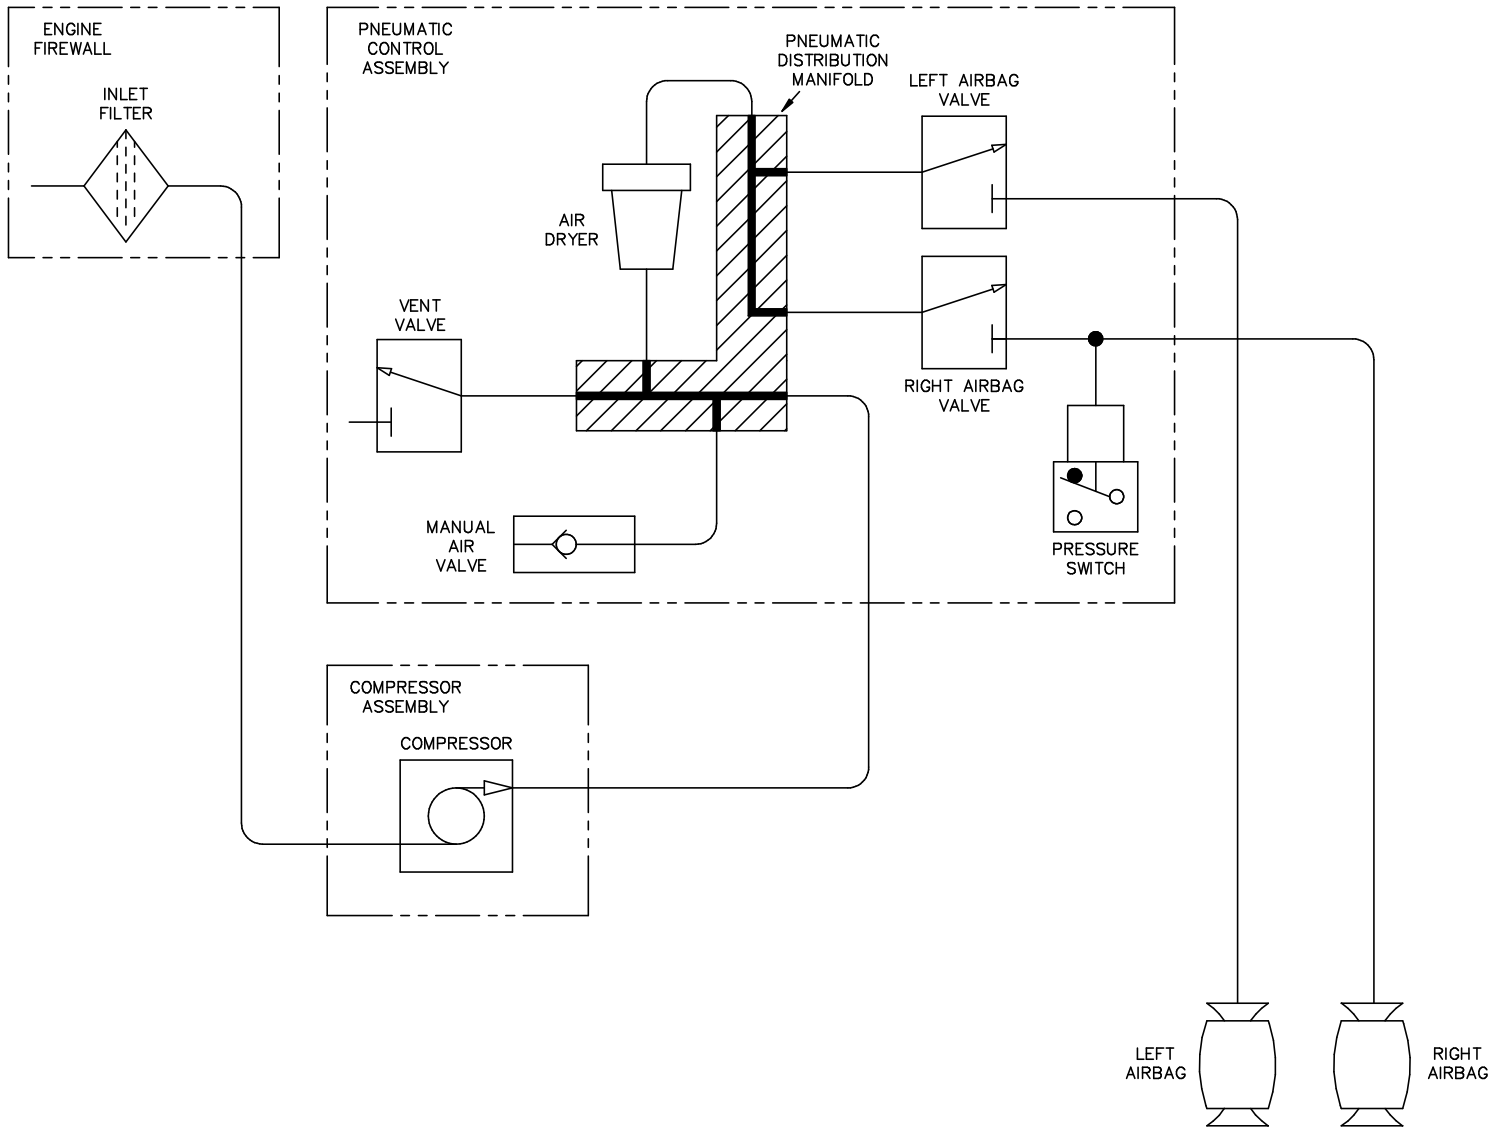 ENGINE
FIREWALL
INLET
FILTER
PNEUMATIC
CONTROL
ASSEMBLY
PNEUMATIC
DISTRIBUTION
MANIFOLD
LEFT AIRBAG
VALVE
AIR
DRYER
VENT
VALVE
RIGHT AIRBAG
VALVE
MANUAL
AIR
VALVE
PRESSURE
SWITCH
COMPRESSOR
ASSEMBLY
COMPRESSOR
LEFT
AIRBAG
RIGHT
AIRBAG